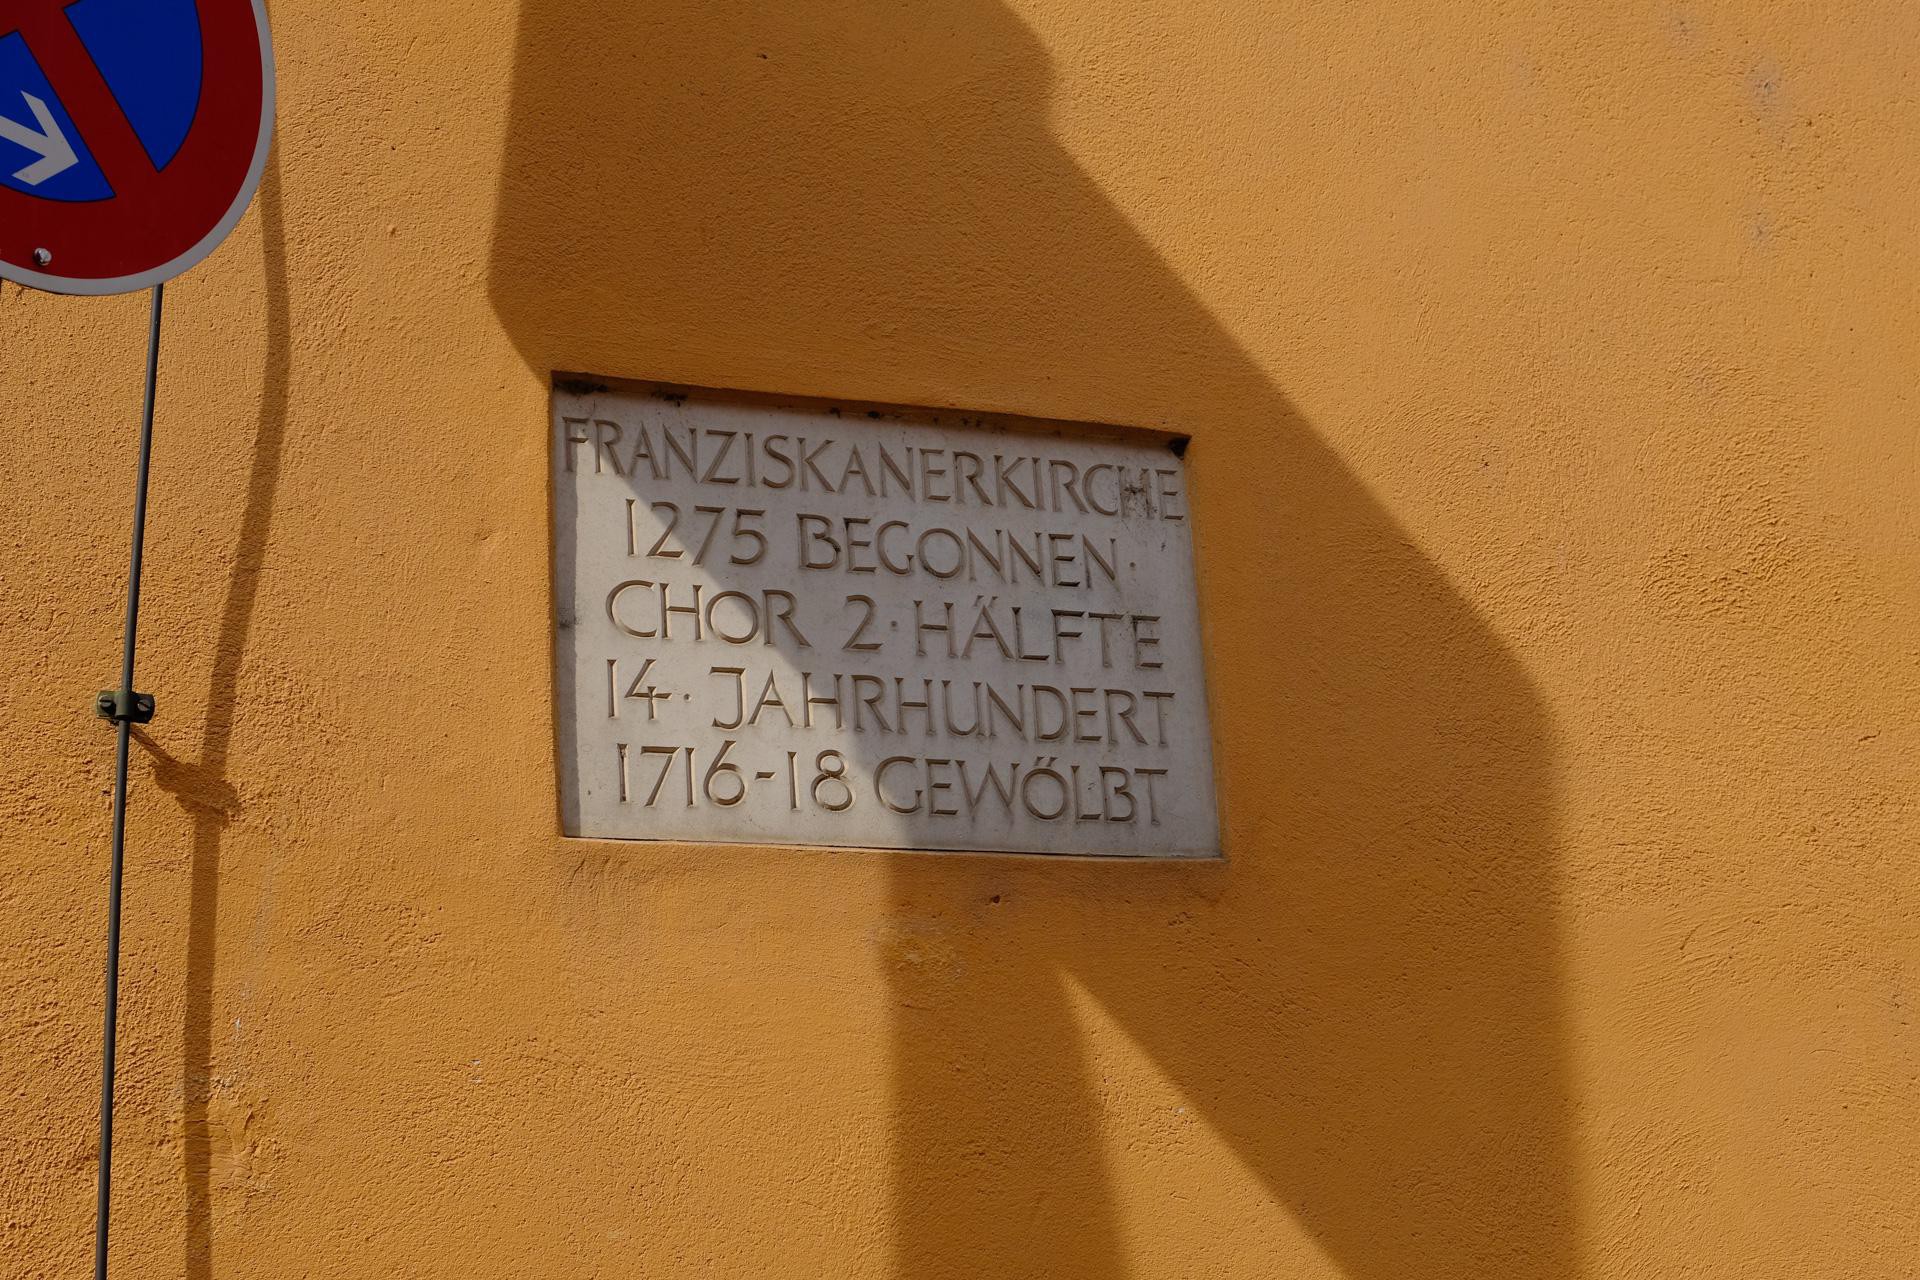 FRANZISKANERKIRCHE
1275 BEGONNEN·
CHOR 2·HÄLFTE
14·JAHRHUNDERT
1716-18 GEWÖLBT